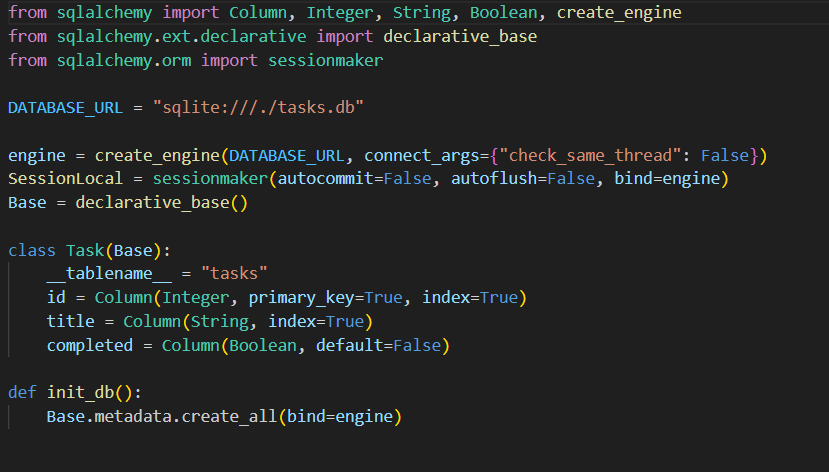 from sqlalchemy import Column, Integer, String, Boolean, create_engine
from sqlalchemy.ext.declarative import declarative_base
from sqlalchemy.orm import sessionmaker

DATABASE_URL = "sqlite:///./tasks.db"

engine = create_engine(DATABASE_URL, connect_args={"check_same_thread": False})
SessionLocal = sessionmaker(autocommit=False, autoflush=False, bind=engine)
Base = declarative_base()

class Task(Base):
    __tablename__ = "tasks"
    id = Column(Integer, primary_key=True, index=True)
    title = Column(String, index=True)
    completed = Column(Boolean, default=False)

def init_db():
    Base.metadata.create_all(bind=engine)